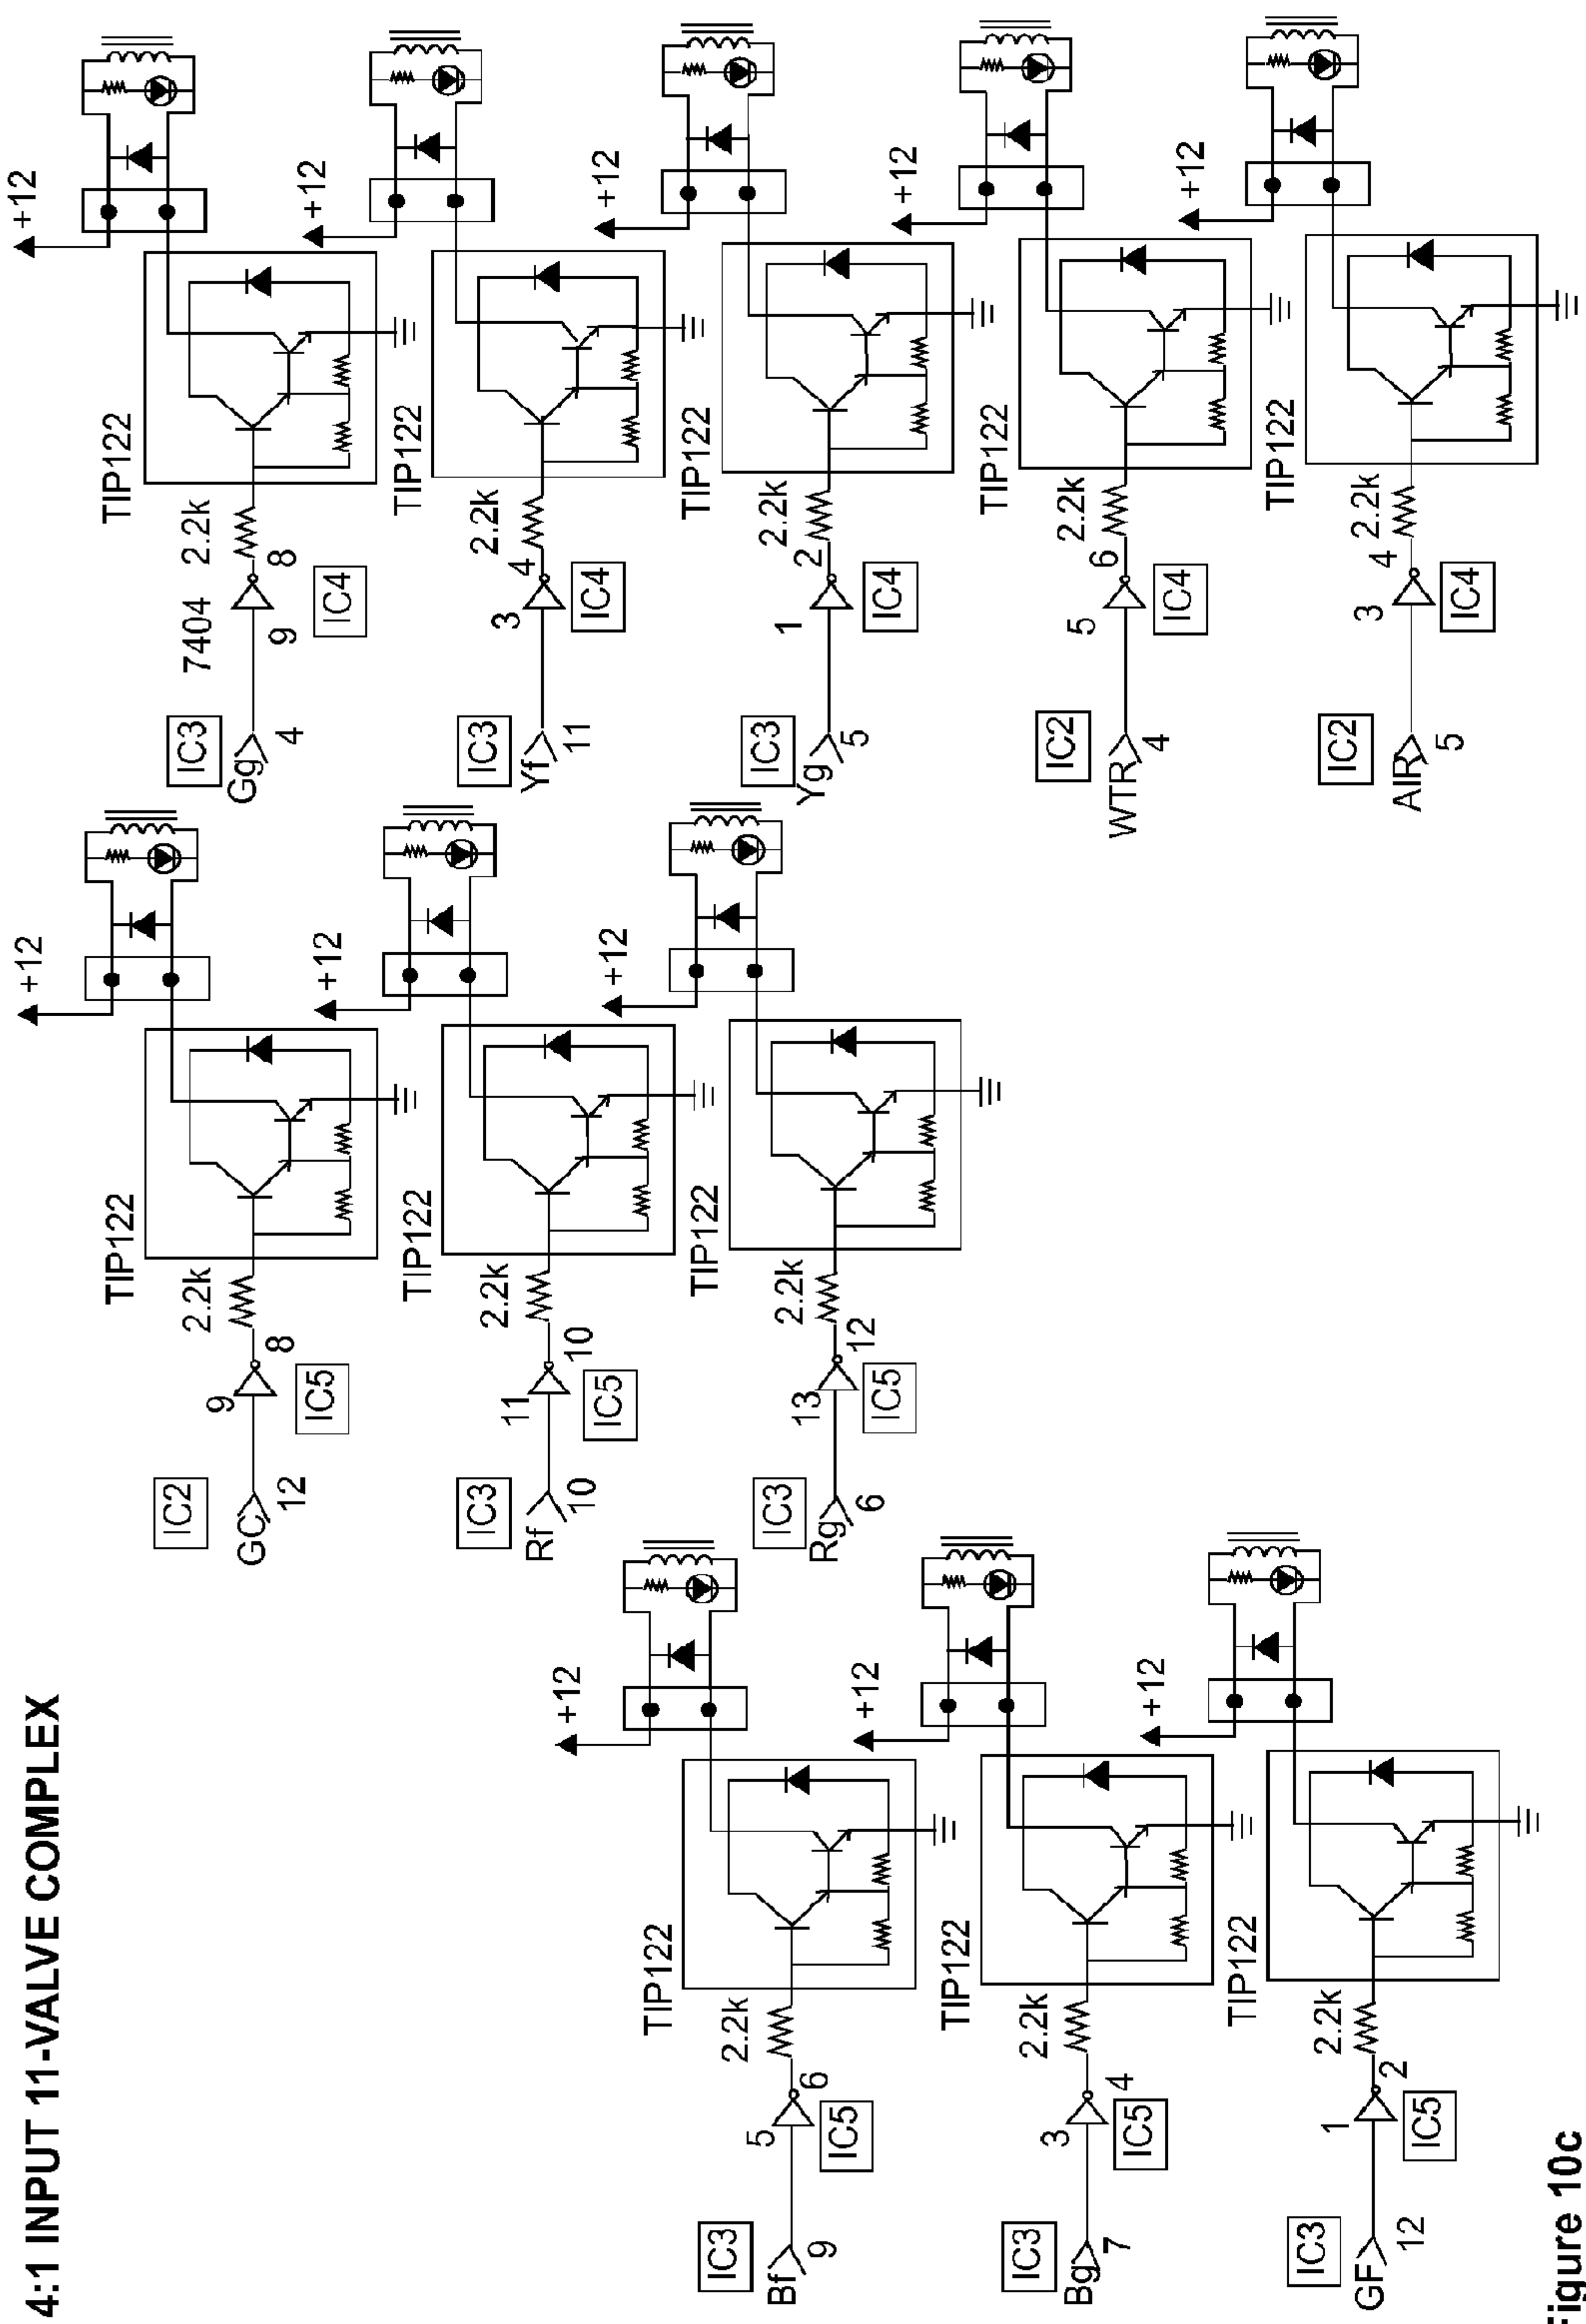 4:1 INPUT 11-VALVE COMPLEX
IC3
Bf
9
5
6
IC5
2.2k
TIP122
+12
IC3
Bg
7
3
4
IC5
2.2k
TIP122
+12
IC3
GF
12
1
2
IC5
2.2k
TIP122
+12
IC2
GC
12
9
8
IC5
2.2k
TIP122
+12
IC3
Rf
10
11
10
IC5
2.2k
TIP122
+12
IC3
Rg
6
13
12
IC5
2.2k
TIP122
+12
IC3
Gg
4
7404
9
8
IC4
2.2k
TIP122
+12
IC3
Yf
11
3
4
IC4
2.2k
TIP122
+12
IC3
Yg
5
1
2
IC4
2.2k
TIP122
+12
IC2
WTR
4
5
6
IC4
2.2k
TIP122
+12
IC2
AIR
5
3
4
IC4
2.2k
TIP122
+12
Figure 10c